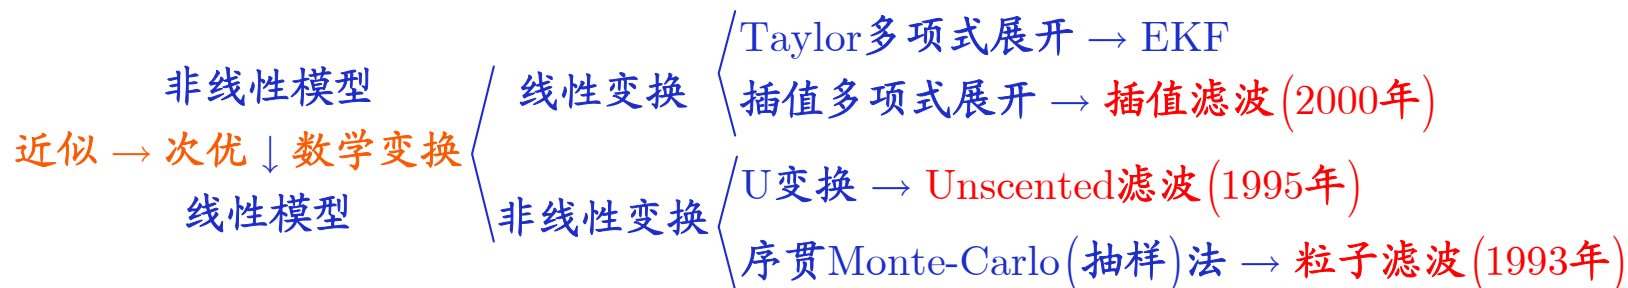 Taylor多项式展开 → EKF
非线性模型
线性变换
插值多项式展开 → 插值滤波(2000年)
近似 → 次优 ↓ 数学变换
U变换 → Unscented滤波(1995年)
线性模型
非线性变换
序贯Monte-Carlo(抽样)法 → 粒子滤波(1993年)